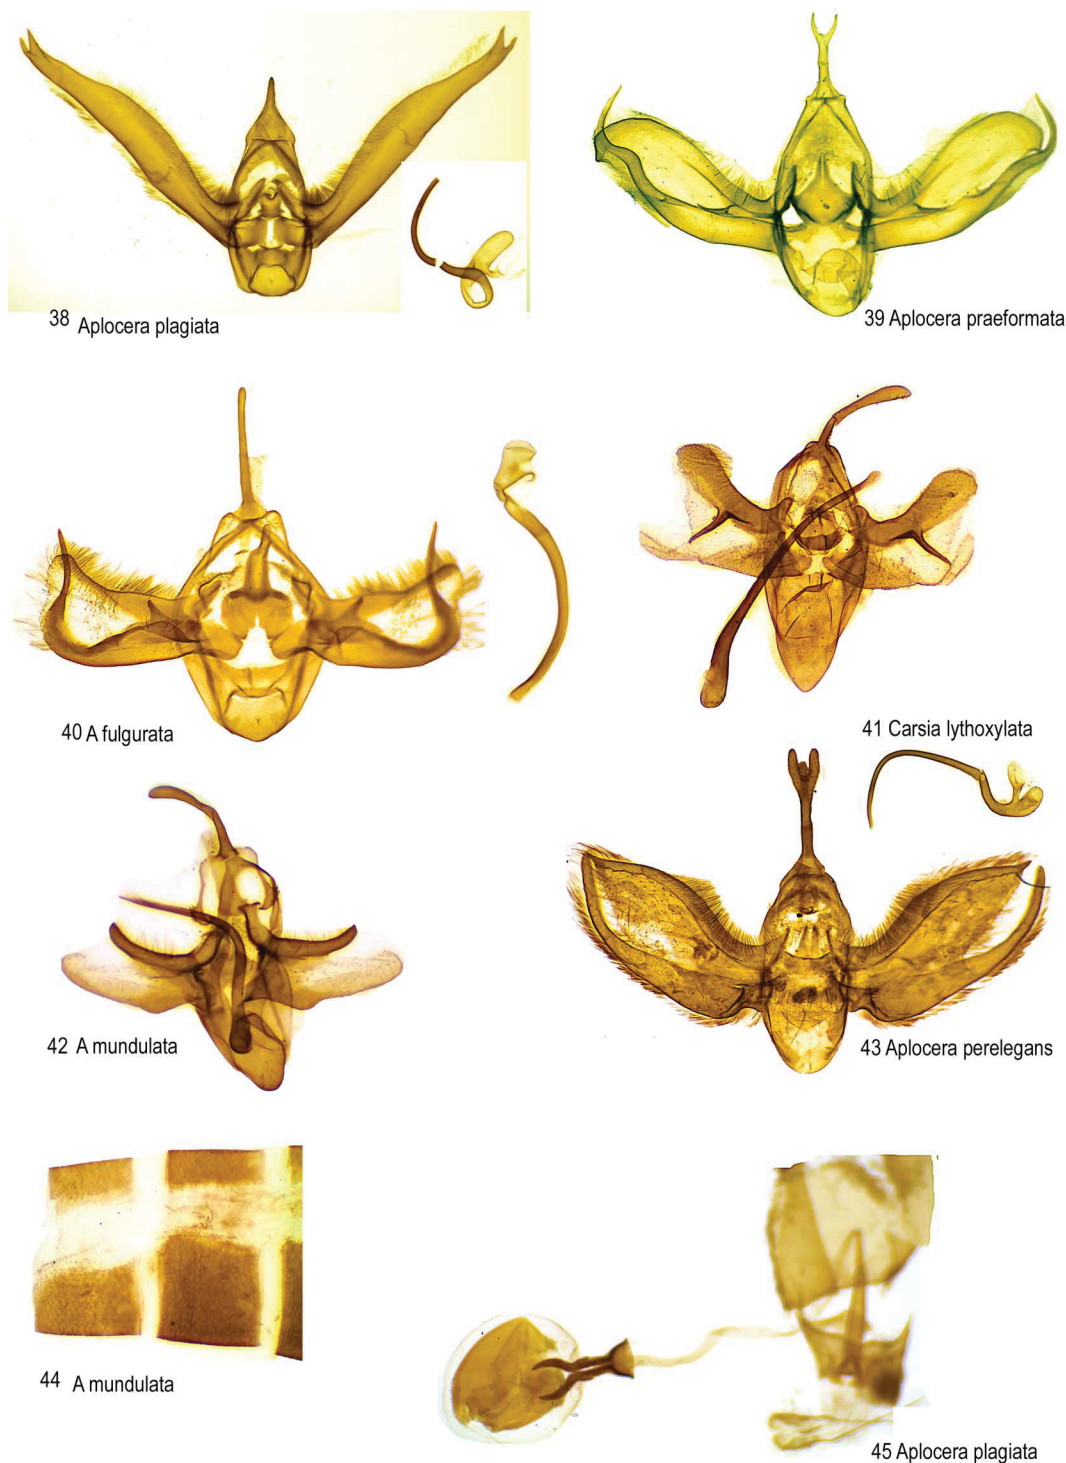 38 Aplocera plagiata
39 Aplocera praeformata
40 A fulgurata
41 Carsia lythoxylata
42 A mundulata
43 Aplocera perelegans
44 A mundulata
45 Aplocera plagiata